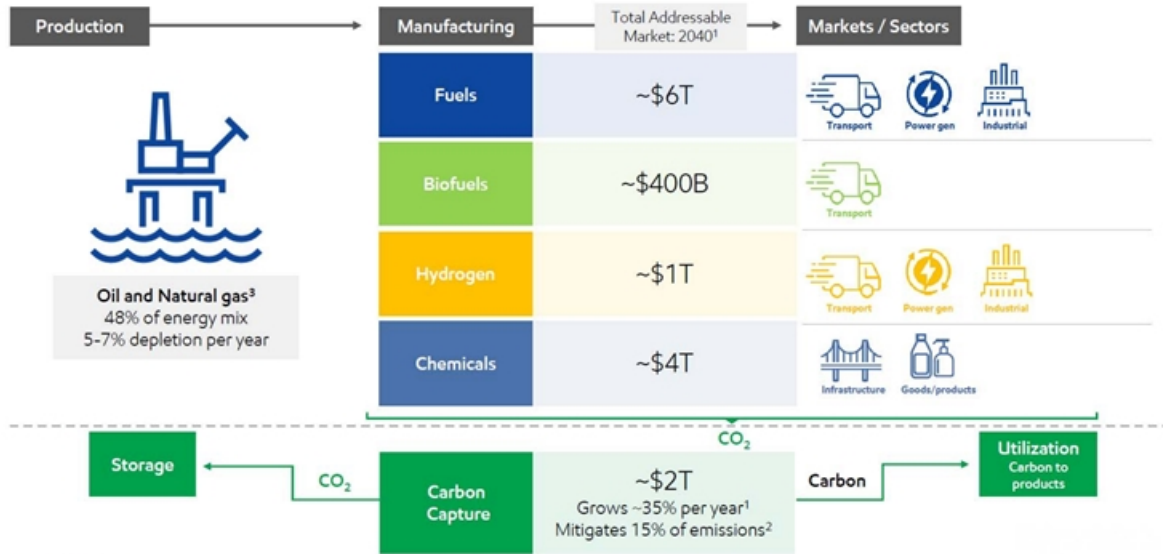 Production
Manufacturing
Total Addressable
Market: 2040¹
Markets / Sectors
Fuels
~$6T
Transport
Power gen
Industrial
Biofuels
~$400B
Transport
Oil and Natural gas³
48% of energy mix
5-7% depletion per year
Hydrogen
~$1T
Transport
Power gen
Industrial
Chemicals
~$4T
Infrastructure
Goods/products
CO₂
Storage
CO₂
Carbon
Capture
~$2T
Grows ~35% per year¹
Mitigates 15% of emissions²
Carbon
Utilization
Carbon to
products